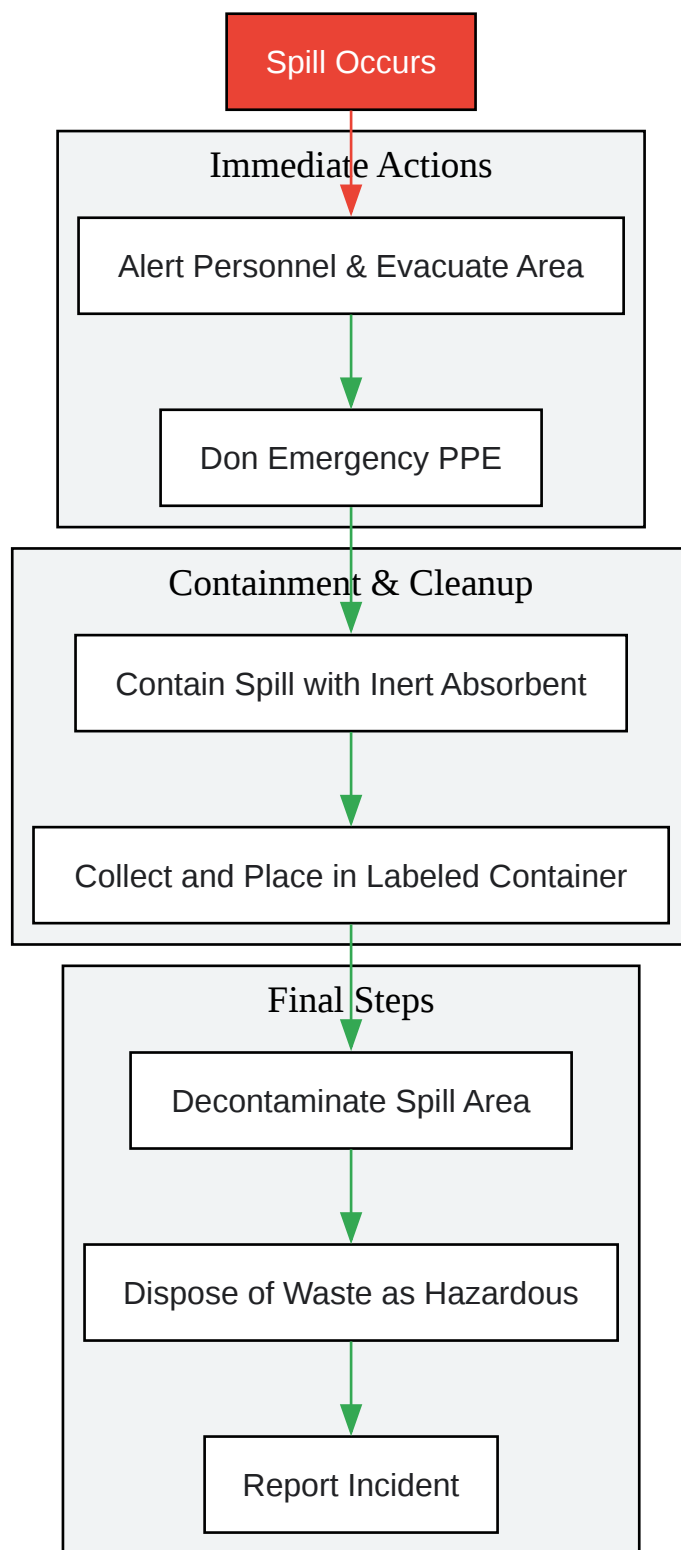 Spill Occurs
Immediate Actions
Alert Personnel & Evacuate Area
Don Emergency PPE
Containment & Cleanup
Contain Spill with Inert Absorbent
Collect and Place in Labeled Container
Final Steps
Decontaminate Spill Area
Dispose of Waste as Hazardous
Report Incident